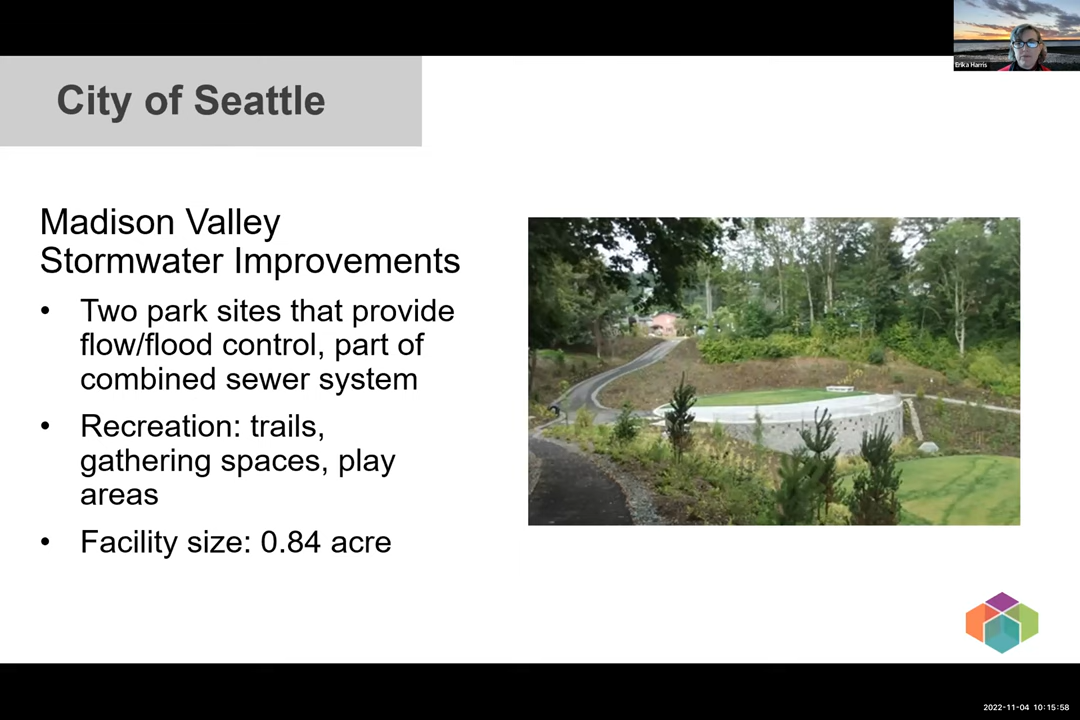 Erika Harris
City of Seattle
Madison Valley
Stormwater Improvements
• Two park sites that provide
flow/flood control, part of
combined sewer system
• Recreation: trails,
gathering spaces, play
areas
• Facility size: 0.84 acre
2022-11-04 10:15:58